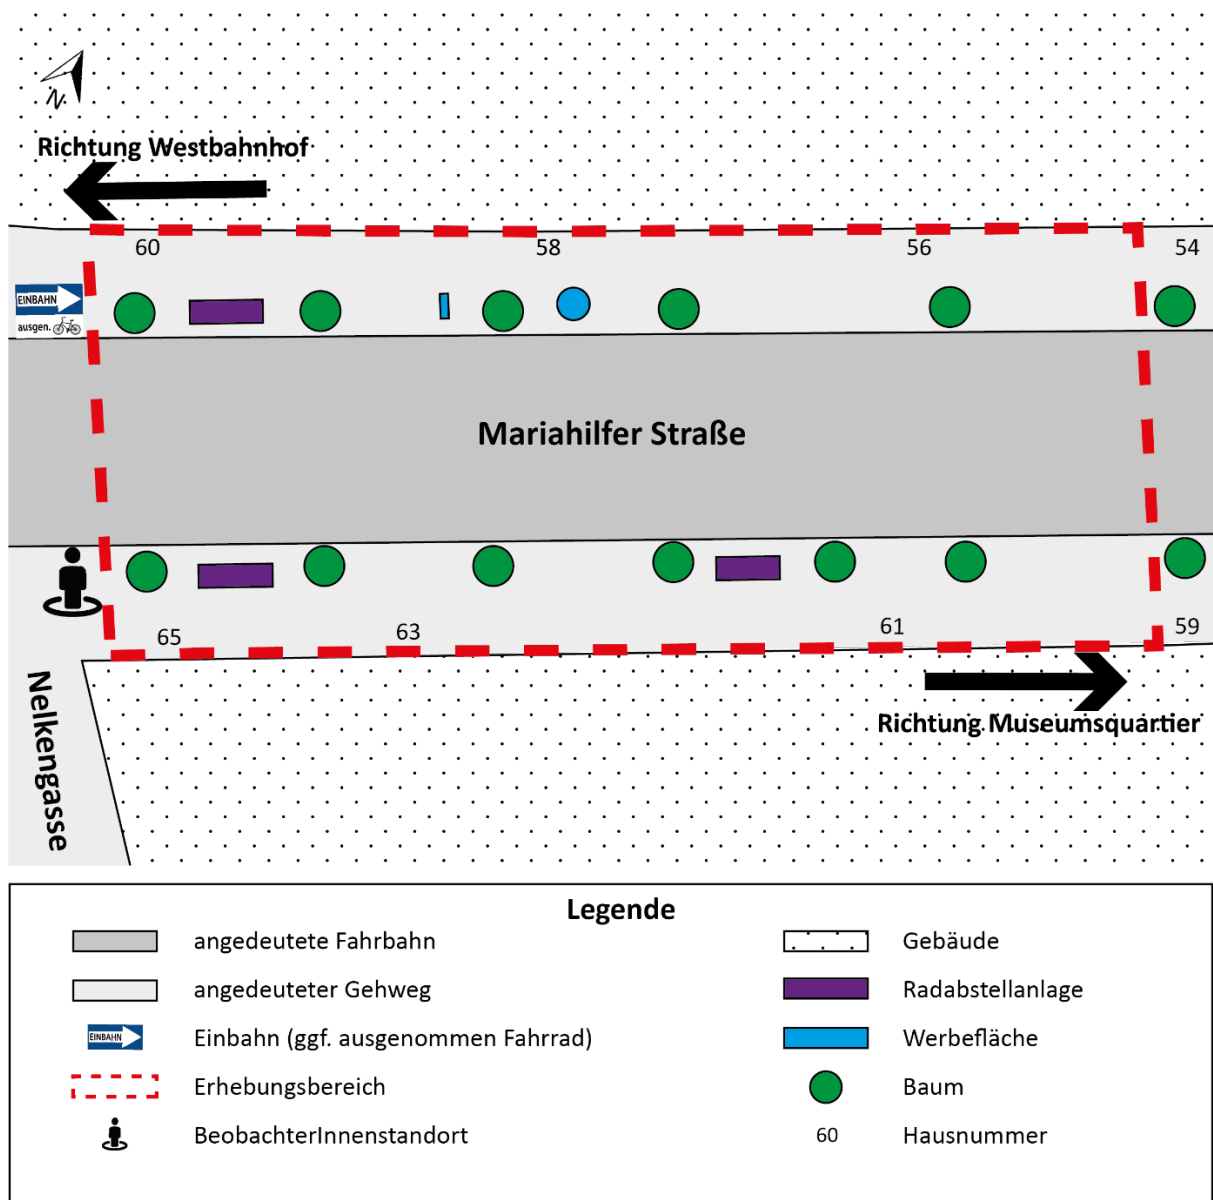 N
Richtung Westbahnhof
60 58 56 54
EINBAHN
ausgen.
Mariahilfer Straße
65 63 61 59
Richtung Museumsquartier
Nelkengasse
Legende
angedeutete Fahrbahn
Gebäude
angedeuteter Gehweg
Radabstellanlage
EINBAHN
Einbahn (ggf. ausgenommen Fahrrad)
Werbefläche
Erhebungsbereich
Baum
BeobachterInnenstandort
60
Hausnummer